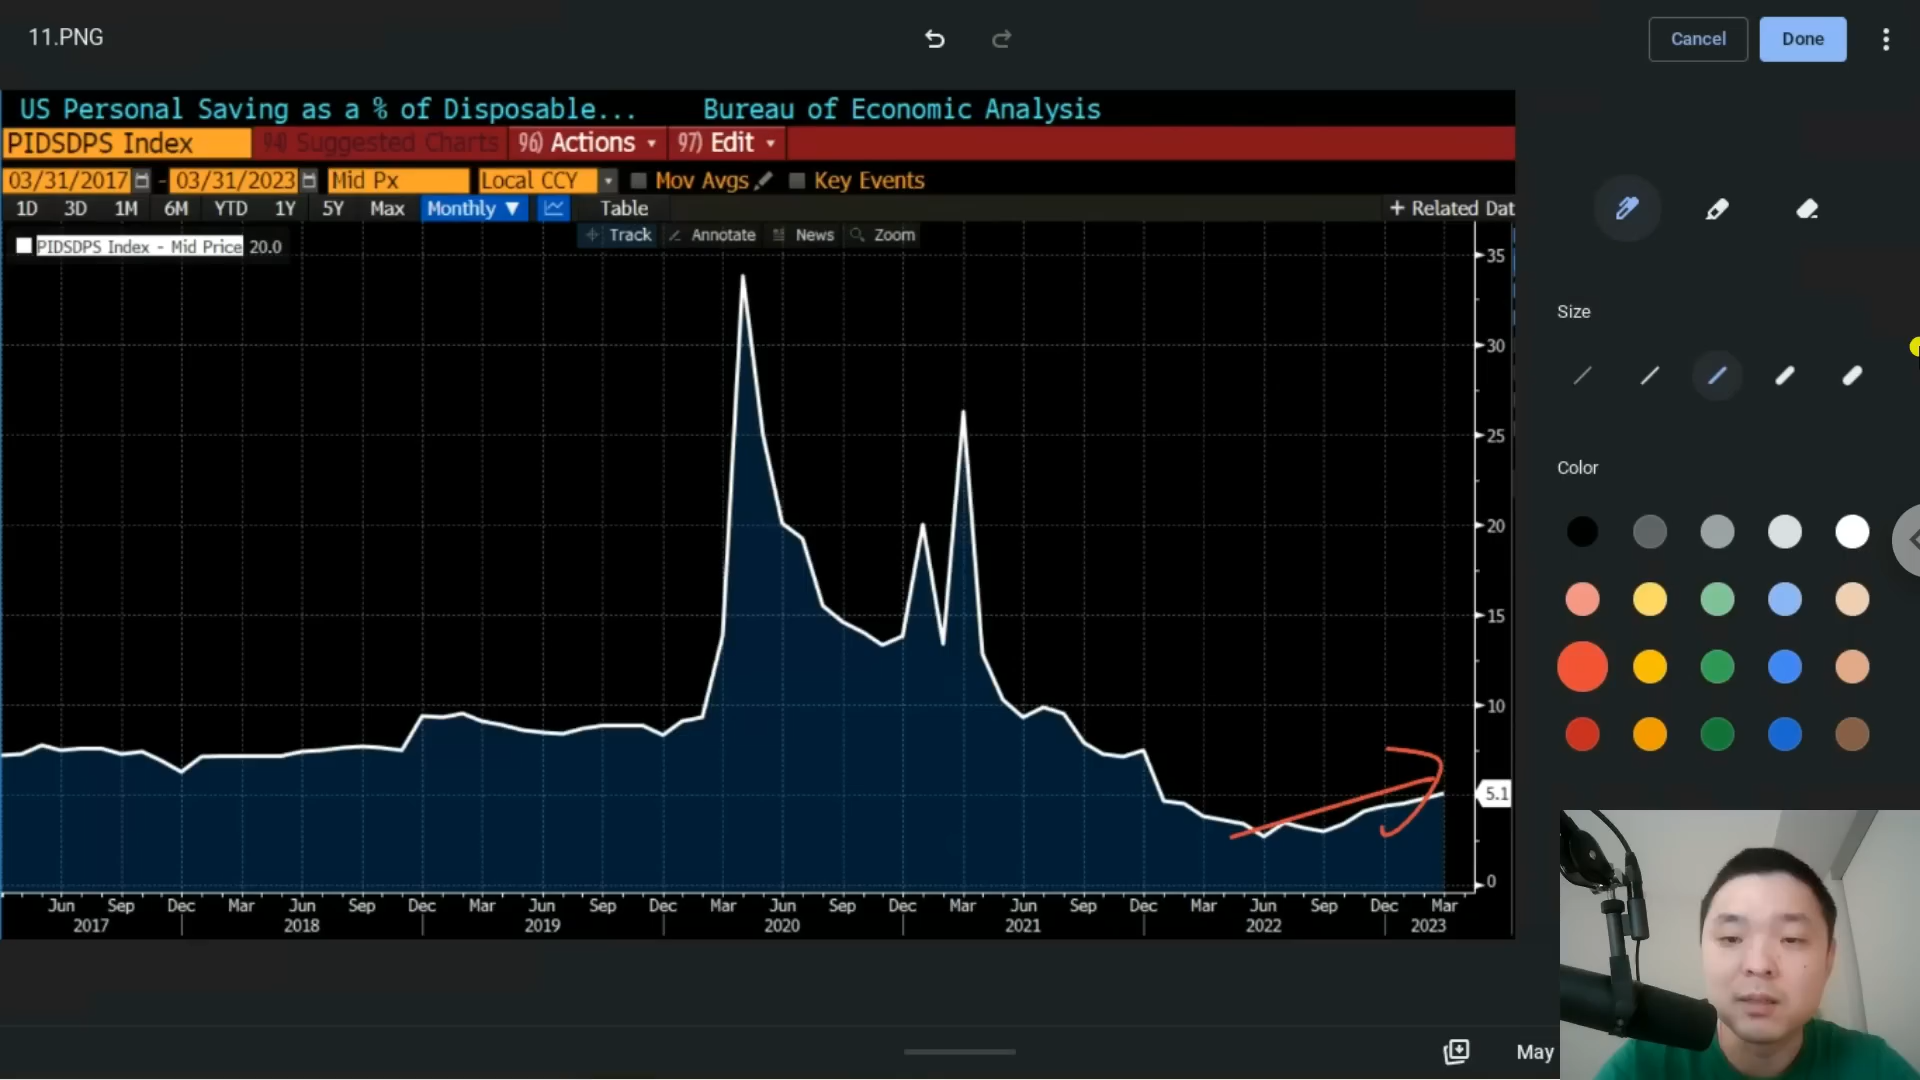 11.PNG
Cancel
Done
US Personal Saving as a % of Disposable... Bureau of Economic Analysis
PIDSDPS Index 94) Suggested Charts 96) Actions 97) Edit
03/31/2017 - 03/31/2023 Mid Px Local CCY Mov Avgs Key Events
1D 3D 1M 6M YTD 1Y 5Y Max Monthly ▼ Table + Related Dat
Track Annotate News Zoom
PIDSDPS Index - Mid Price 20.0
35
30
25
20
15
10
5.1
0
Jun Sep Dec Mar Jun Sep Dec Mar Jun Sep Dec Mar Jun Sep Dec Mar Jun Sep Dec Mar Jun Sep Dec Mar
2017 2018 2019 2020 2021 2022 2023
Size
Color
May